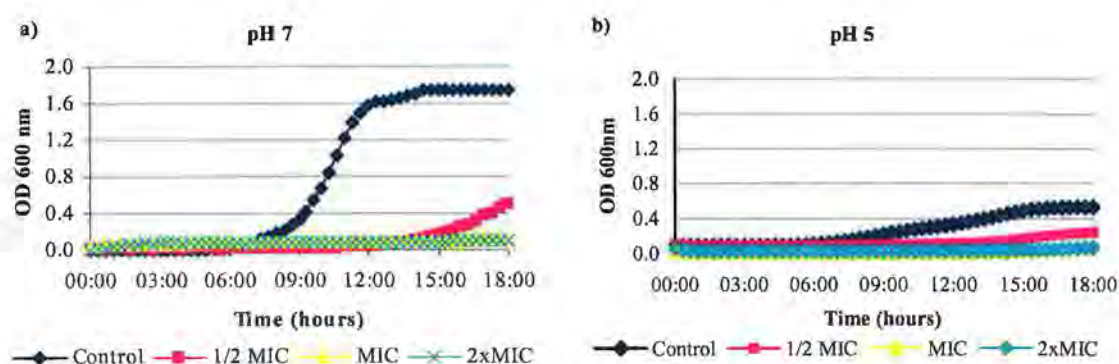 a)
pH 7
2.0
1.6
1.2
0.8
0.4
0.0
OD 600 nm
00:00 03:00 06:00 09:00 12:00 15:00 18:00
Time (hours)
Control 1/2 MIC MIC 2xMIC
b)
pH 5
2.0
1.6
1.2
0.8
0.4
0.0
OD 600nm
00:00 03:00 06:00 09:00 12:00 15:00 18:00
Time (hours)
Control 1/2 MIC MIC 2xMIC